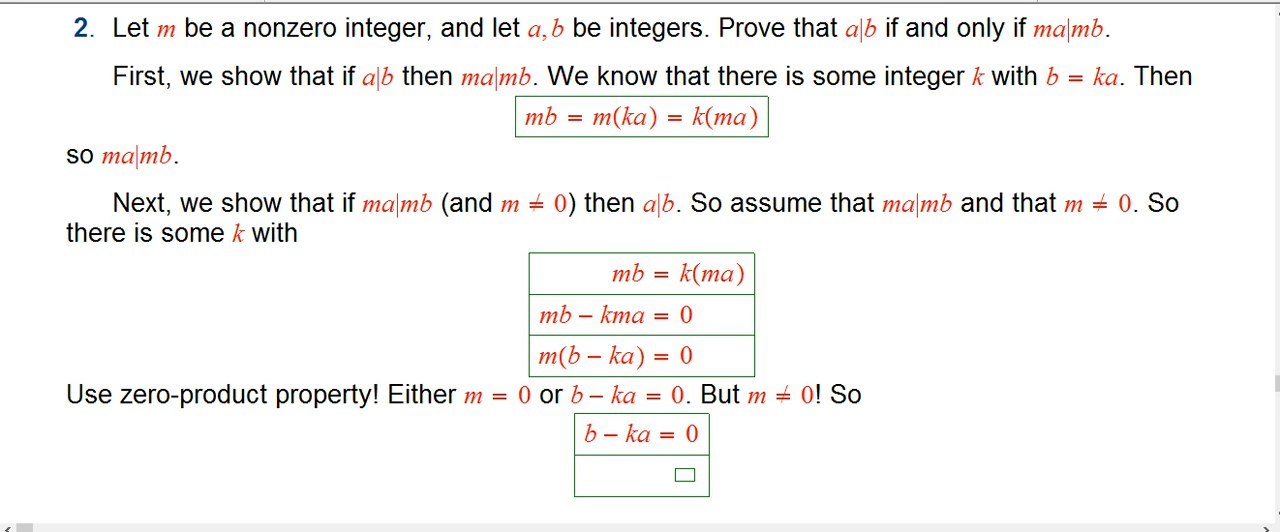 2. Let m be a nonzero integer, and let a, b be integers. Prove that a|b if and only if ma|mb.
First, we show that if a|b then ma|mb. We know that there is some integer k with b = ka. Then
mb = m(ka) = k(ma)
so ma|mb.
Next, we show that if ma|mb (and m ≠ 0) then a|b. So assume that ma|mb and that m ≠ 0. So
there is some k with
mb = k(ma)
mb − kma = 0
m(b − ka) = 0
Use zero-product property! Either m = 0 or b − ka = 0. But m ≠ 0! So
b − ka = 0